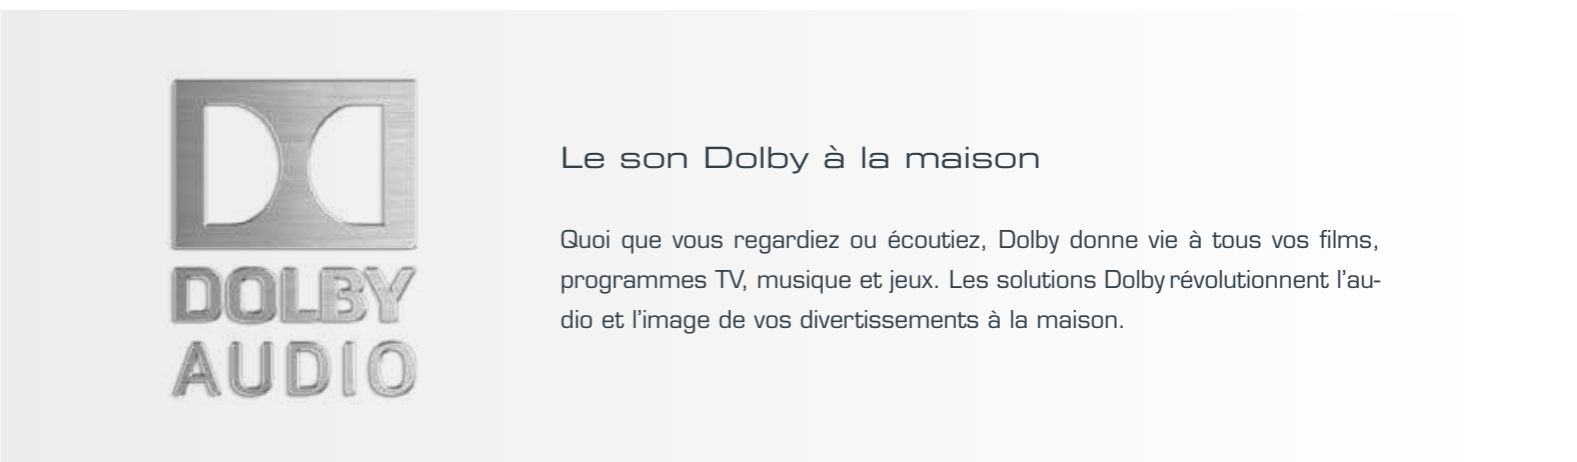 DOLBY
AUDIO
Le son Dolby à la maison
Quoi que vous regardiez ou écoutiez, Dolby donne vie à tous vos films,
programmes TV, musique et jeux. Les solutions Dolby révolutionnent l’au-
dio et l’image de vos divertissements à la maison.